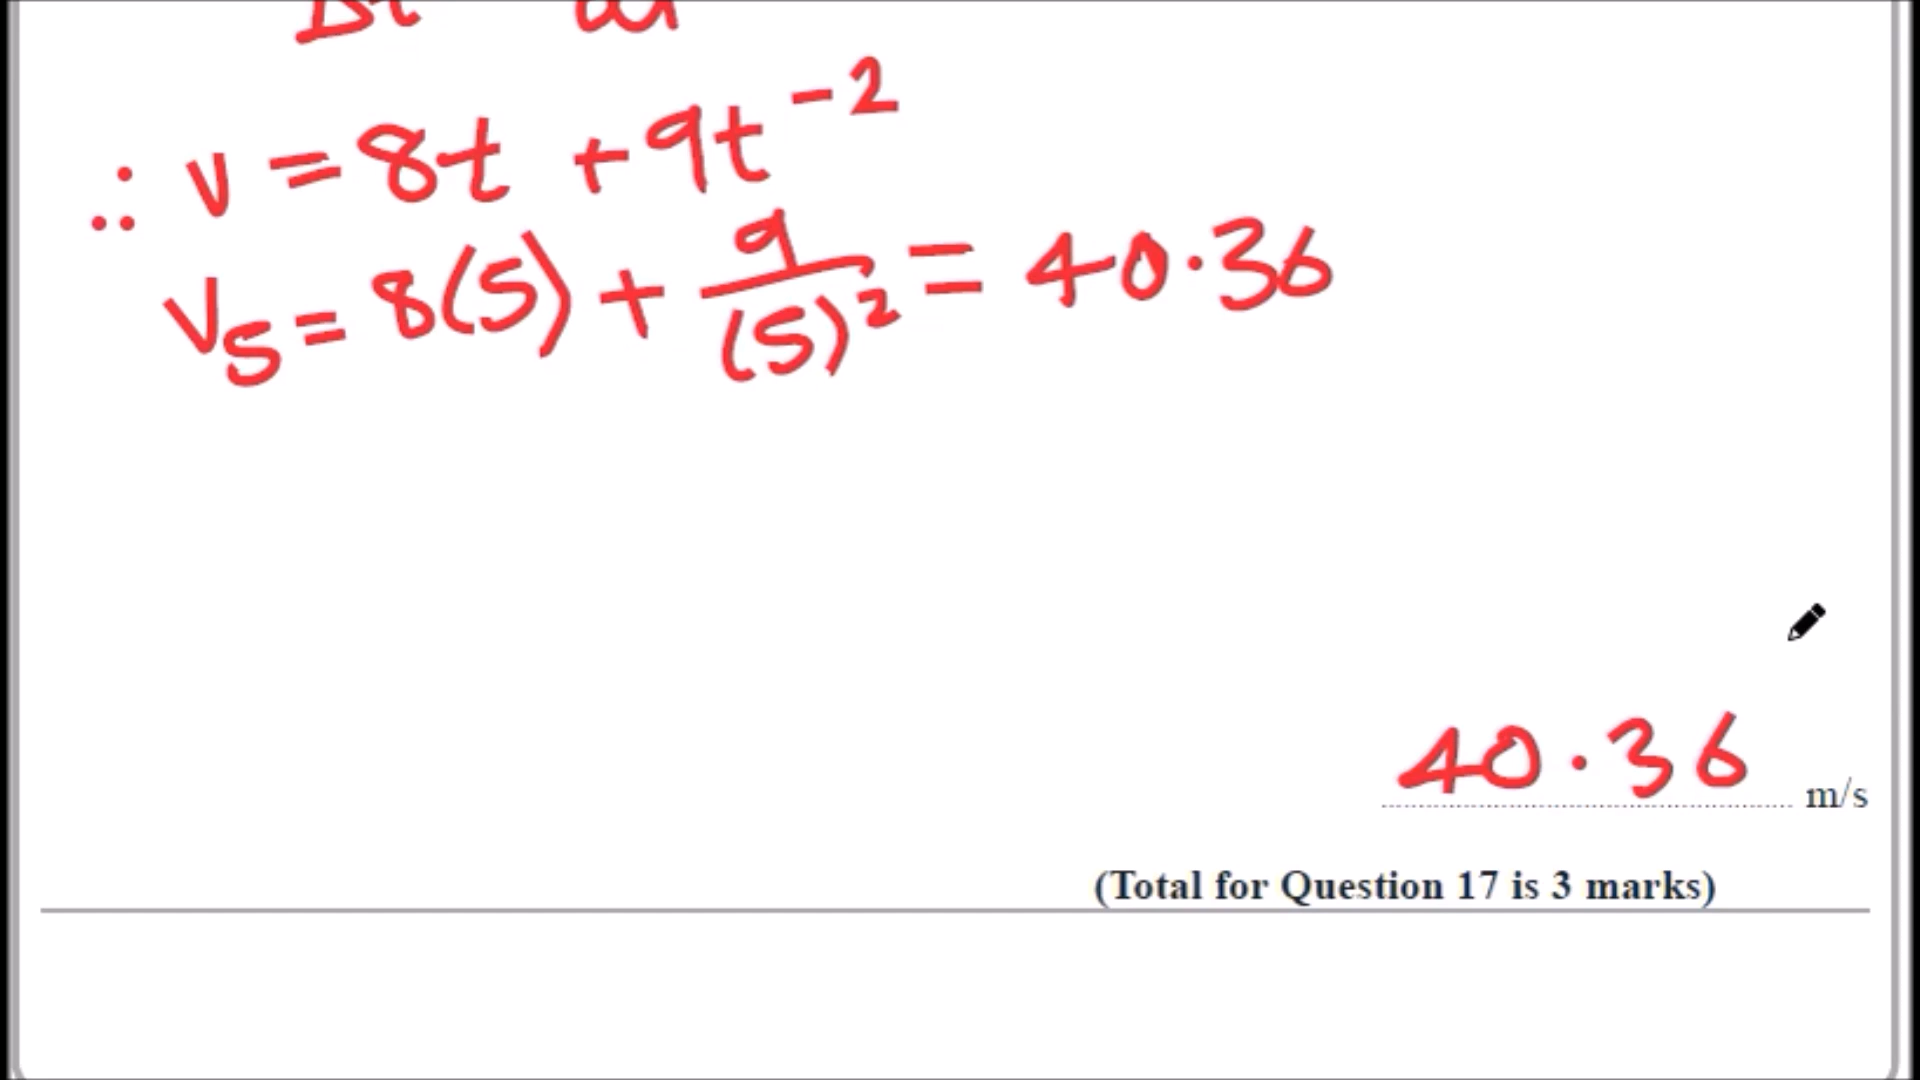 ∴ v = 8t + 9t⁻²
v₅ = 8(5) + 9/(5)² = 40.36
40.36 m/s
(Total for Question 17 is 3 marks)